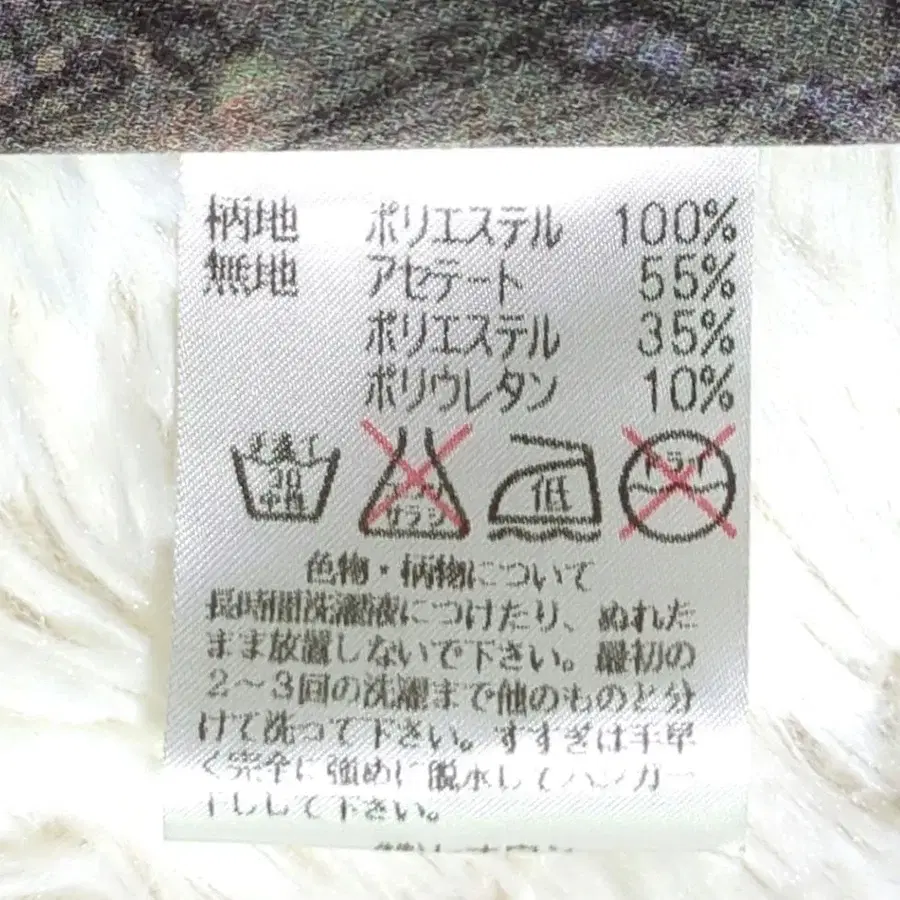 柄地 ポリエステル 100%
無地 アセテート 55%
ポリエステル 35%
ポリウレタン 10%
30
中性
サラシ
低
ドライ
色物・柄物について
長時間洗濯液につけたり、ぬれた
まま放置しないで下さい。最初の
2～3回の洗濯まで他のものと分
けて洗って下さい。すすぎは手早
く完全に強めに脱水してハンガー
干しして下さい。